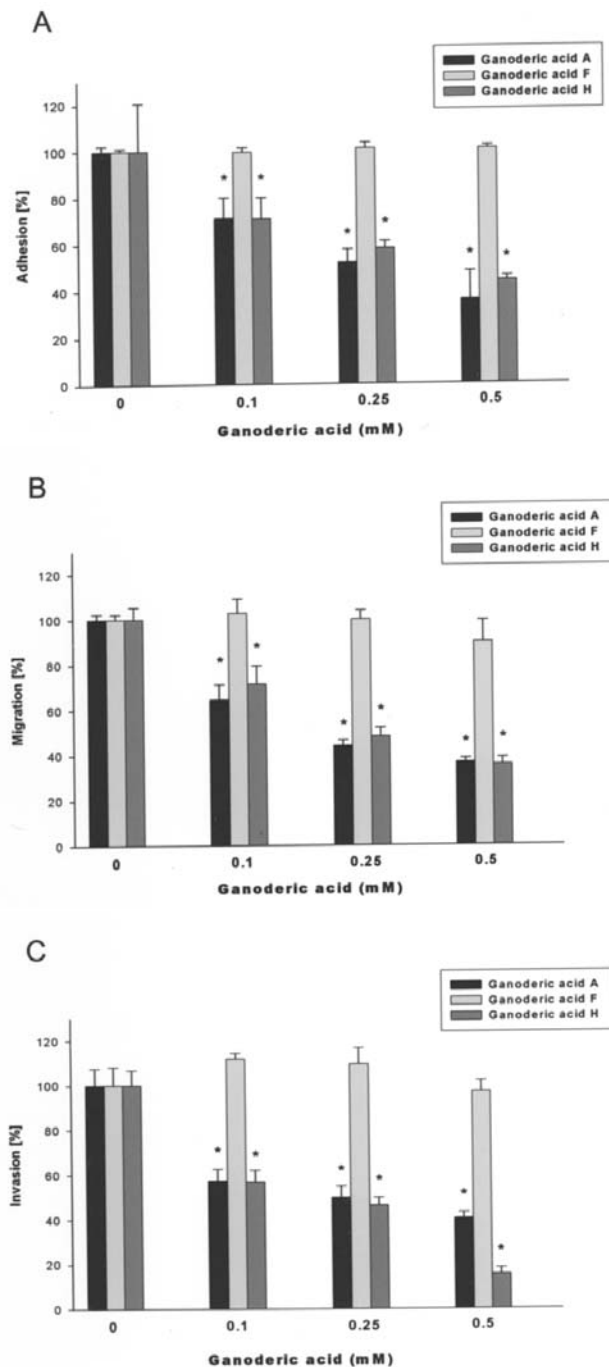 A
Ganoderic acid A
Ganoderic acid F
Ganoderic acid H
120
100
80
60
40
20
0
Adhesion [%]
* * * * * *
0 0.1 0.25 0.5
Ganoderic acid (mM)
B
Ganoderic acid A
Ganoderic acid F
Ganoderic acid H
120
100
80
60
40
20
0
Migration [%]
* * * * * *
0 0.1 0.25 0.5
Ganoderic acid (mM)
C
Ganoderic acid A
Ganoderic acid F
Ganoderic acid H
120
100
80
60
40
20
0
Invasion [%]
* * * * * *
0 0.1 0.25 0.5
Ganoderic acid (mM)